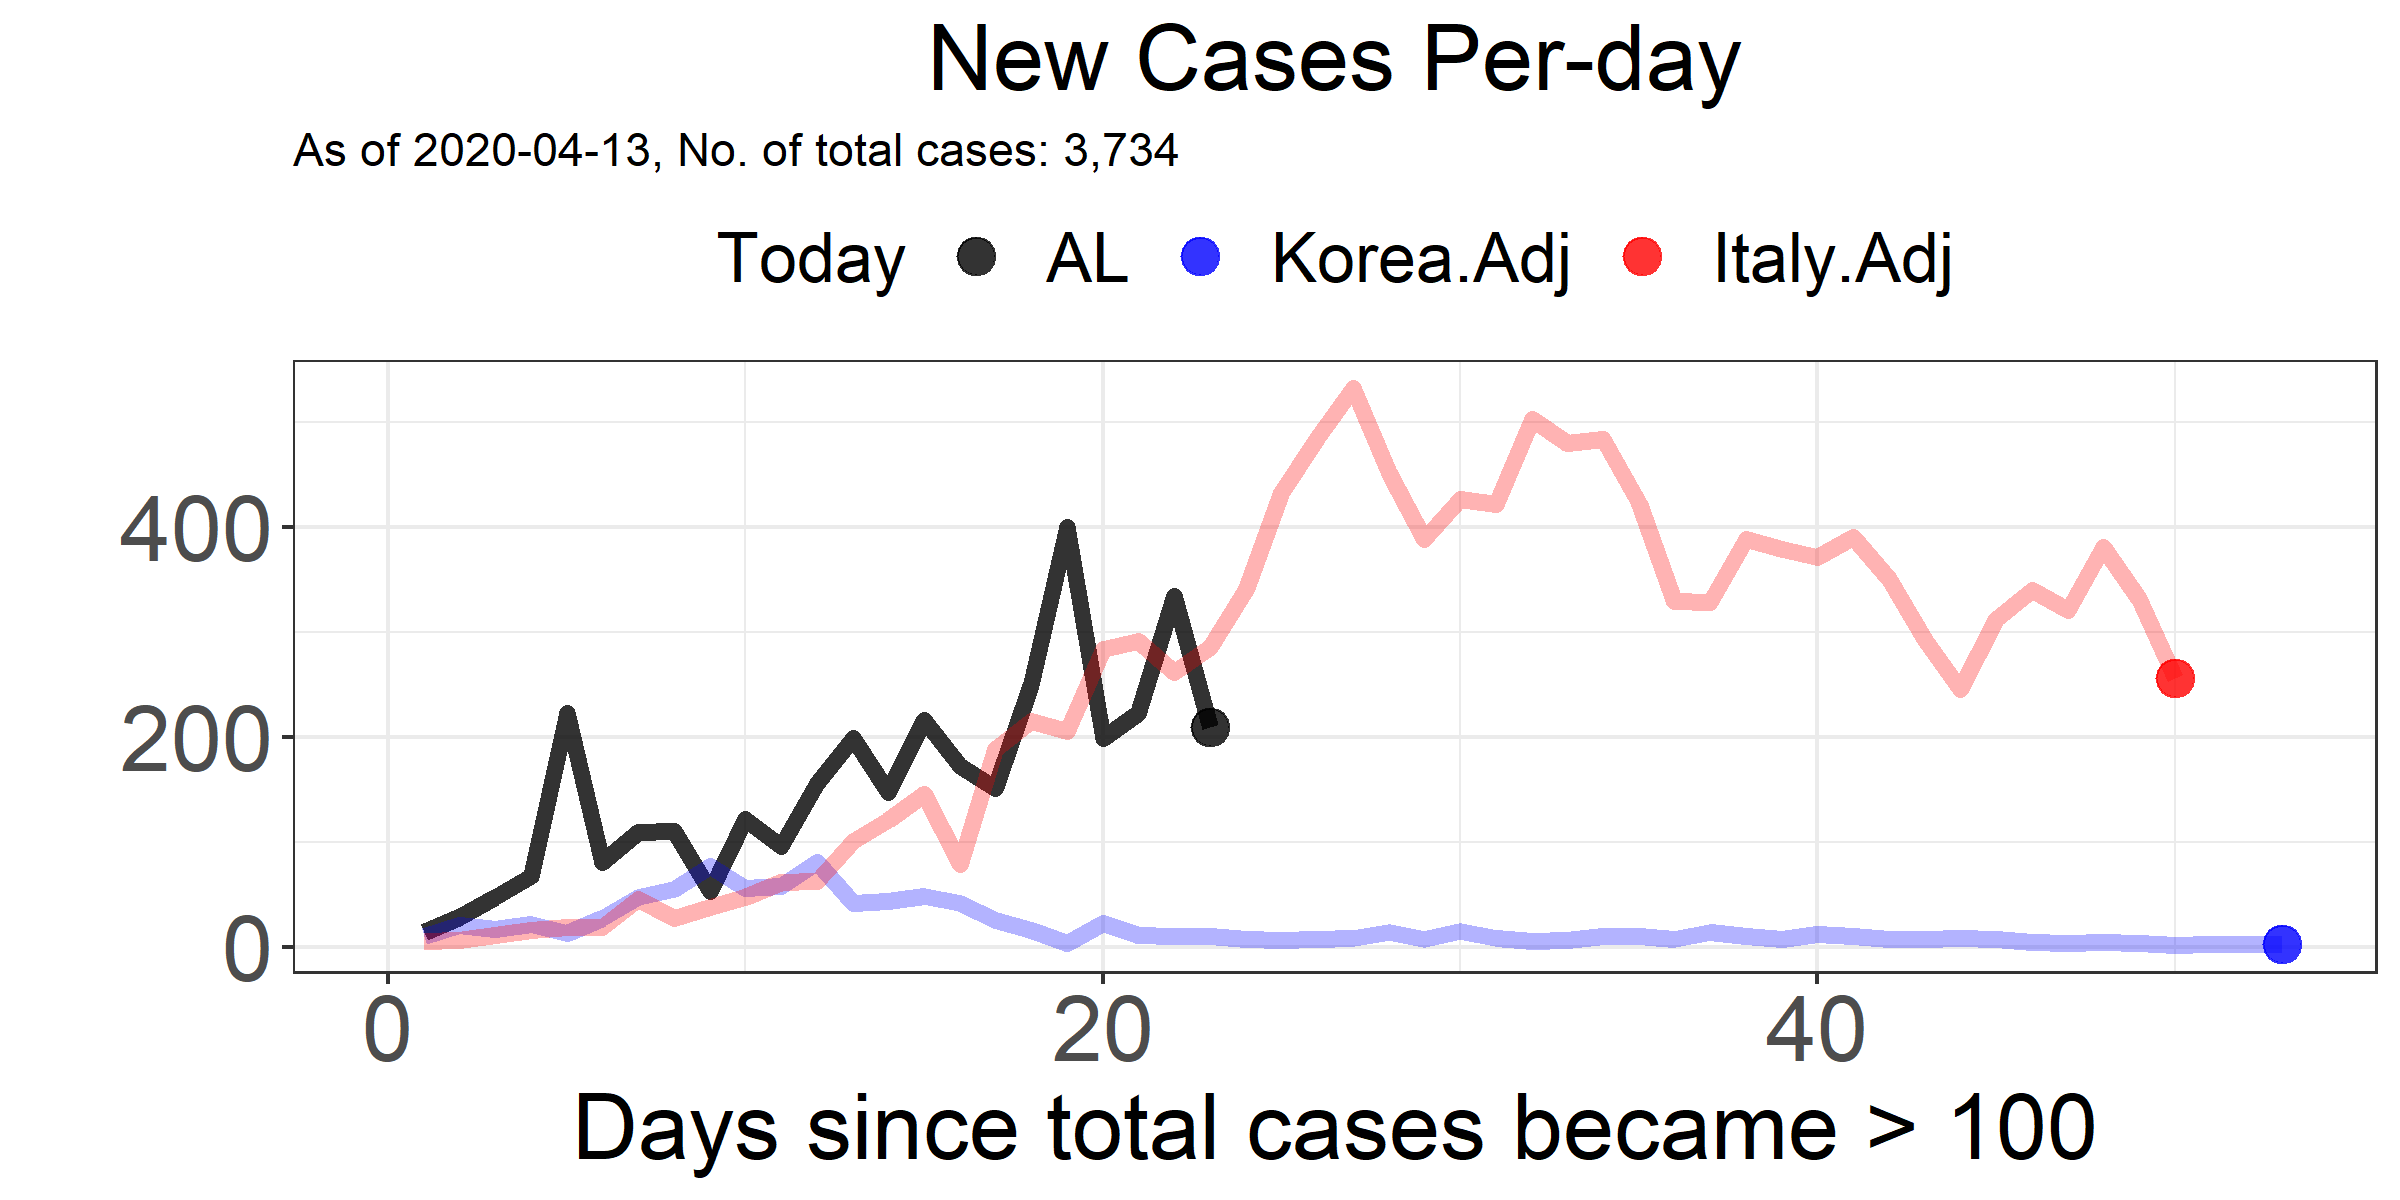 New Cases Per-day
As of 2020-04-13, No. of total cases: 3,734
Today AL Korea.Adj Italy.Adj
400
200
0
0 20 40
Days since total cases became > 100